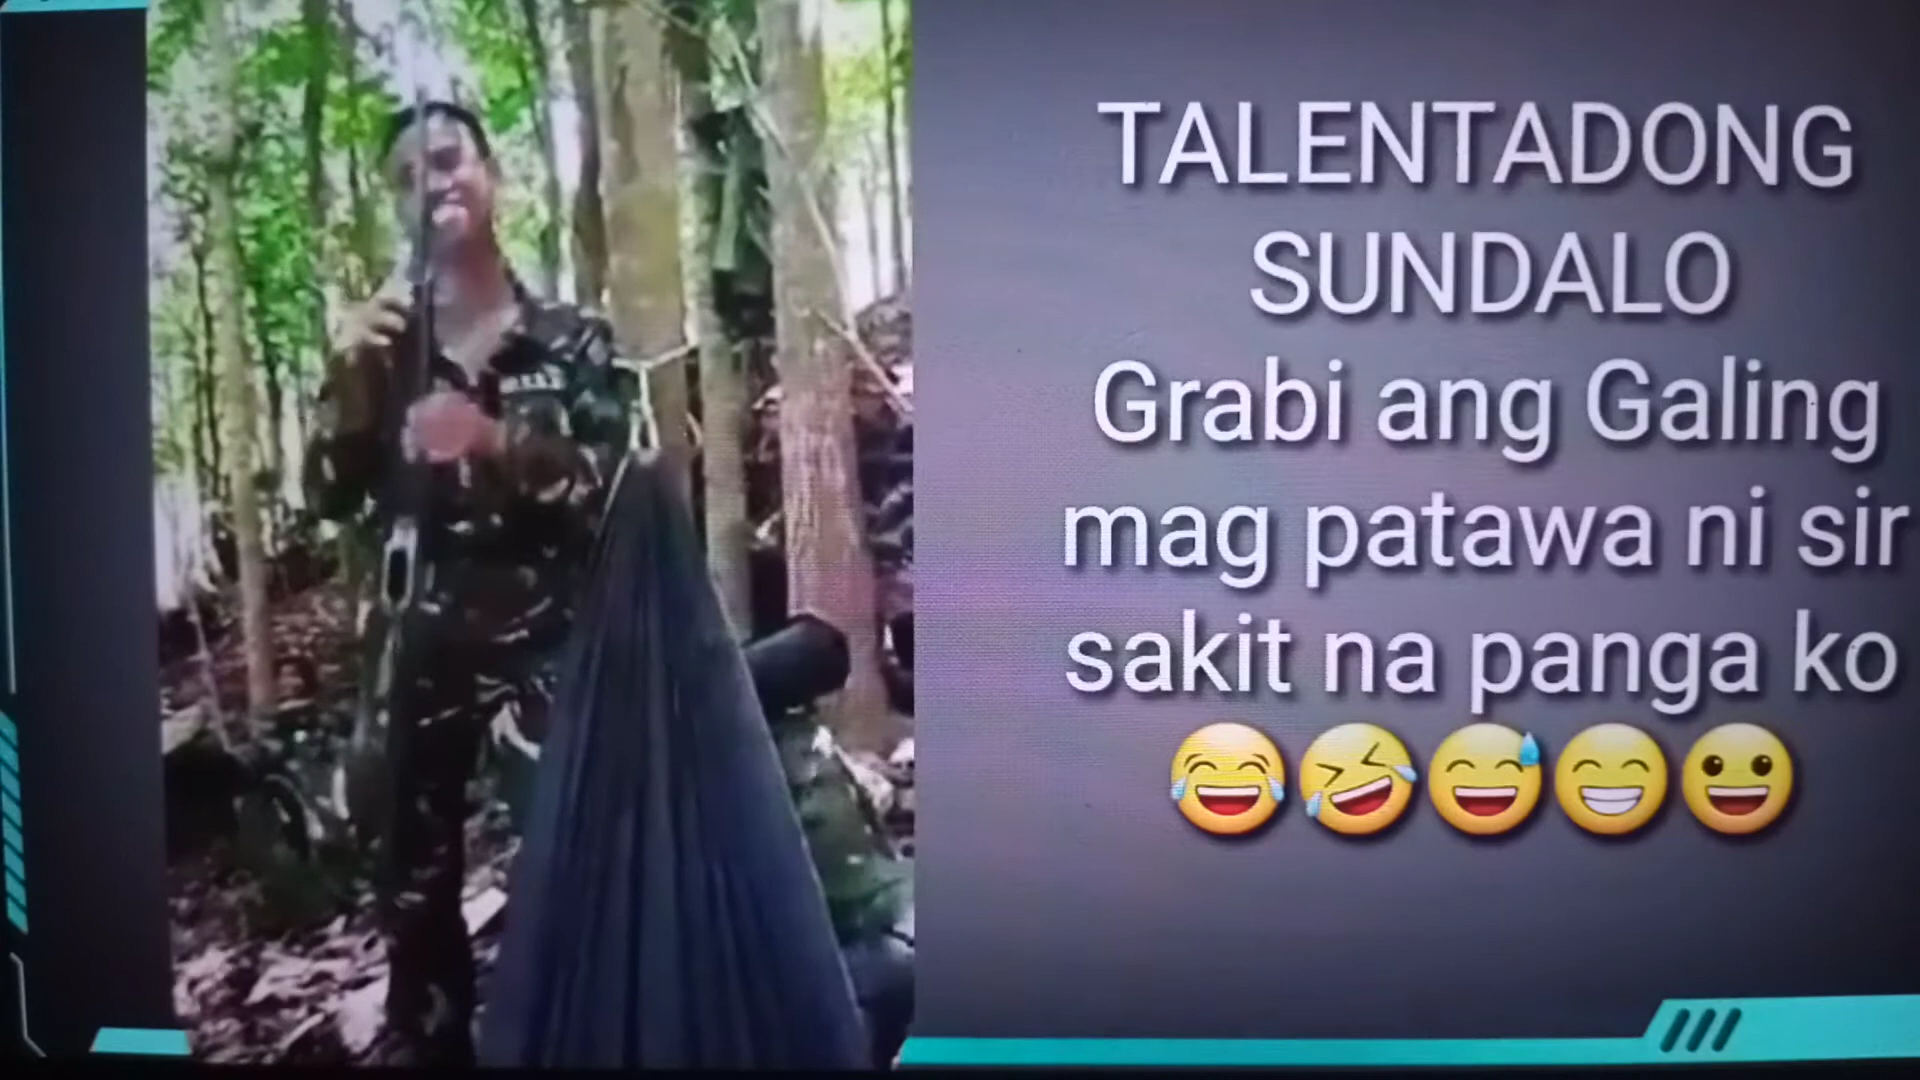 TALENTADONG
SUNDALO
Grabi ang Galing
mag patawa ni sir
sakit na panga ko
😂🤣😅😁😀